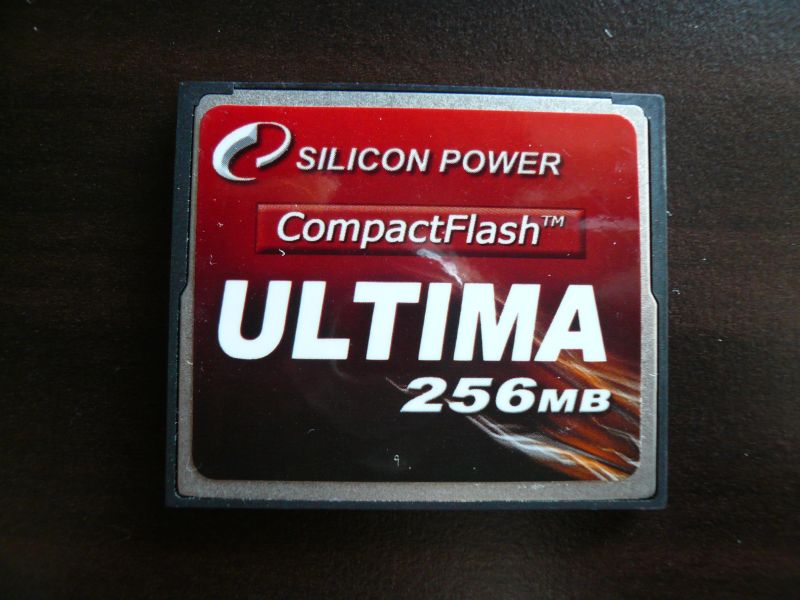 SILICON POWER
CompactFlash™
ULTIMA
256MB